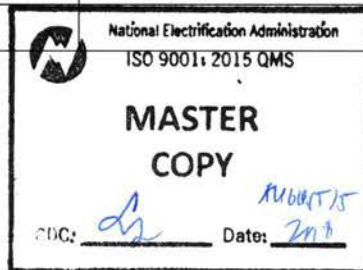 National Electrification Administration
ISO 9001: 2015 QMS
MASTER
COPY
Date: